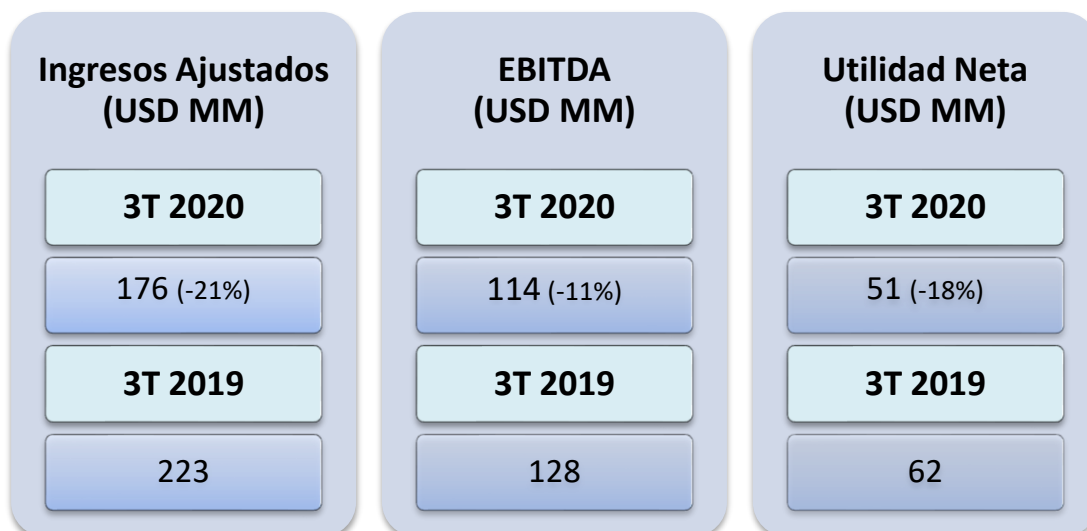 Ingresos Ajustados
(USD MM)
3T 2020
176 (-21%)
3T 2019
223
EBITDA
(USD MM)
3T 2020
114 (-11%)
3T 2019
128
Utilidad Neta
(USD MM)
3T 2020
51 (-18%)
3T 2019
62